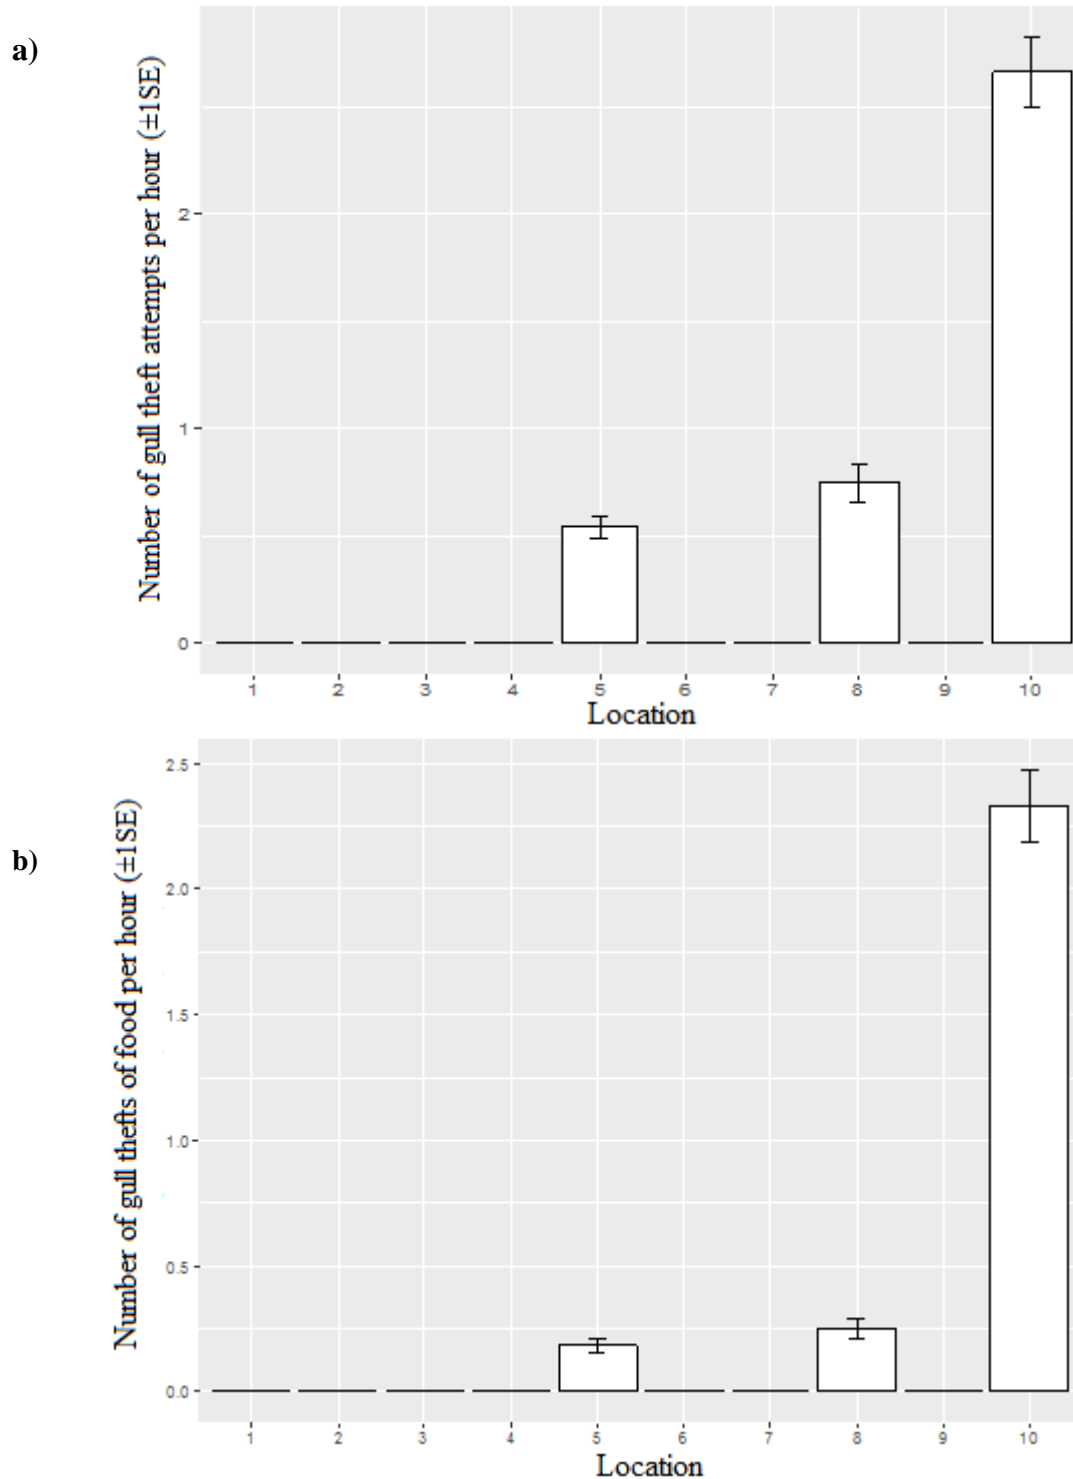 a)
Number of gull theft attempts per hour (±1SE)
2
1
0
1 2 3 4 5 6 7 8 9 10
Location
b)
Number of gull thefts of food per hour (±1SE)
2.5
2.0
1.5
1.0
0.5
0.0
1 2 3 4 5 6 7 8 9 10
Location